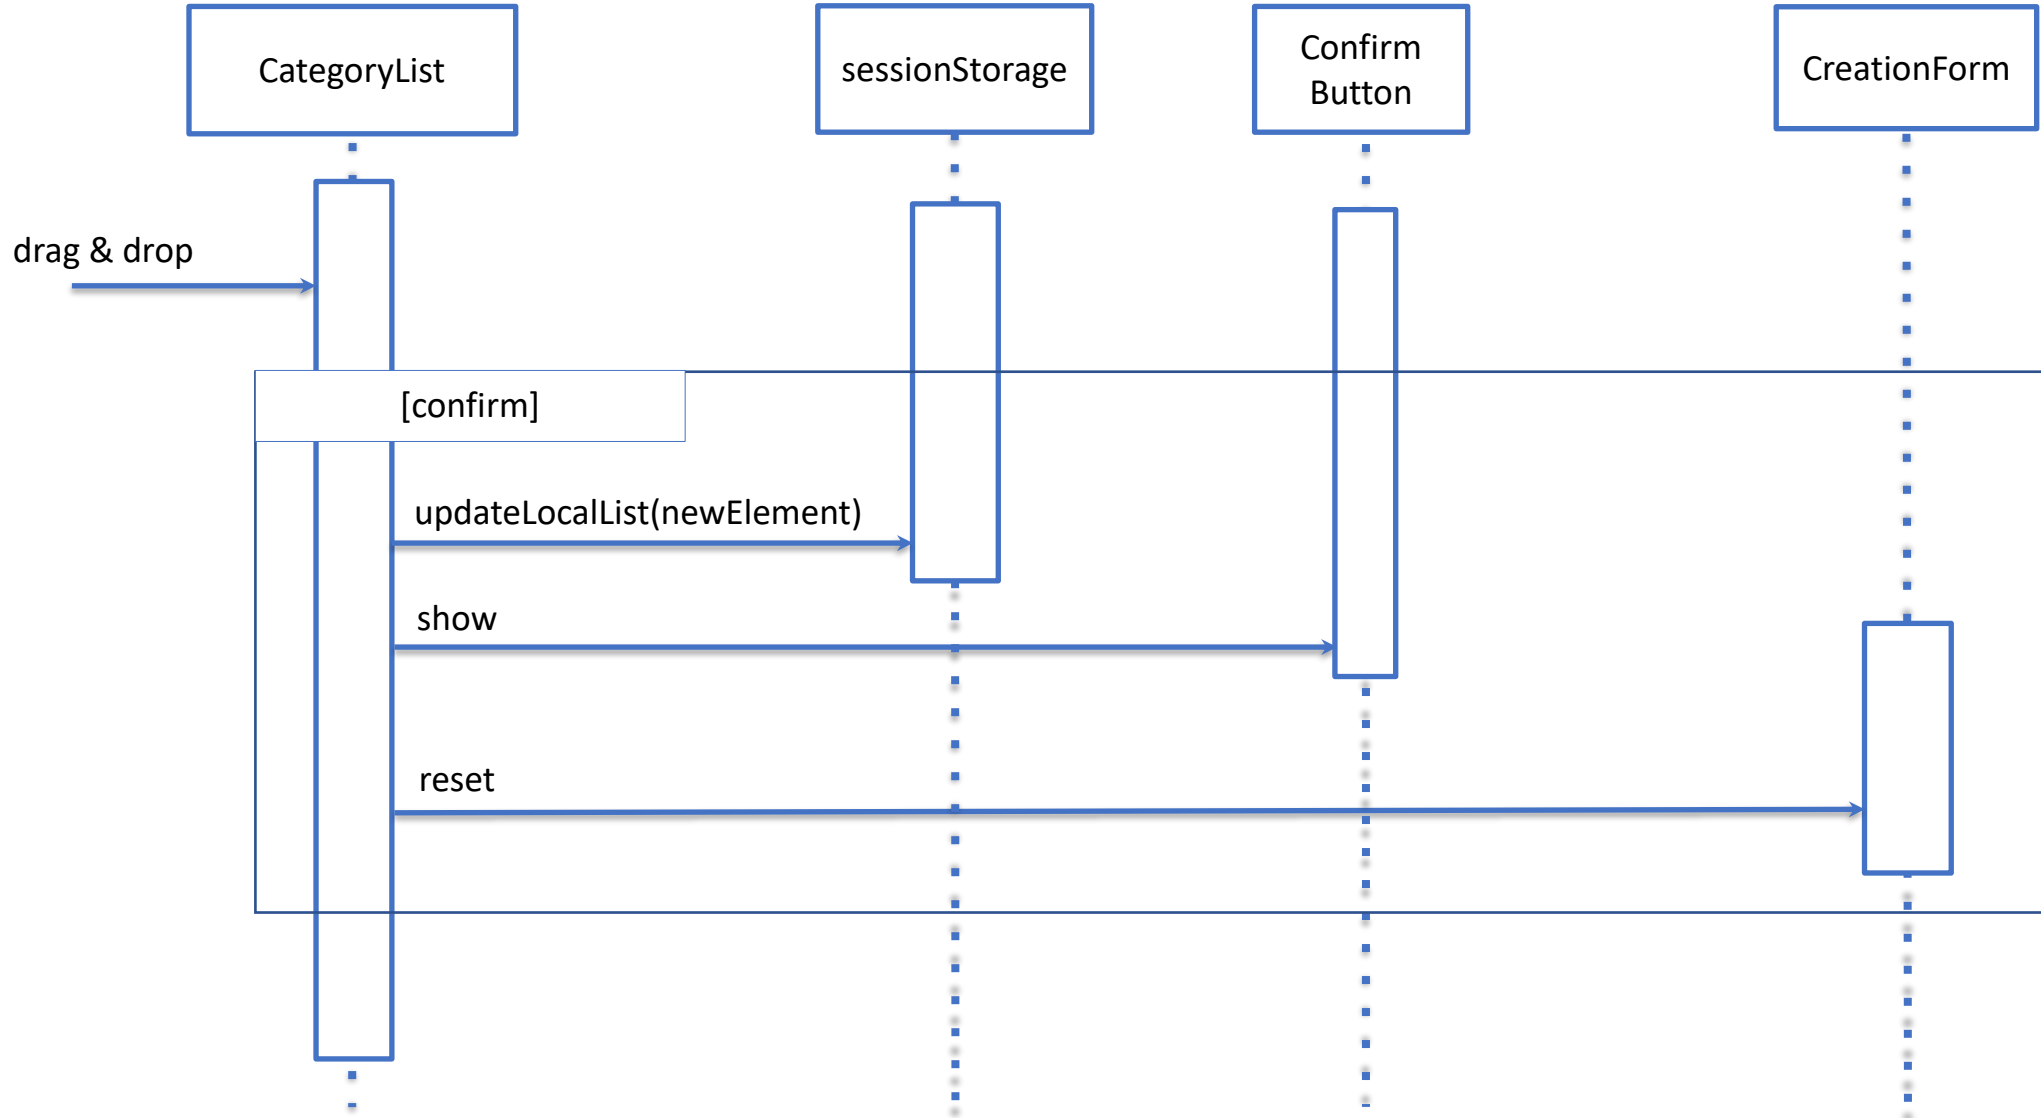 CategoryList
sessionStorage
Confirm
Button
CreationForm
drag & drop
[confirm]
updateLocalList(newElement)
show
reset